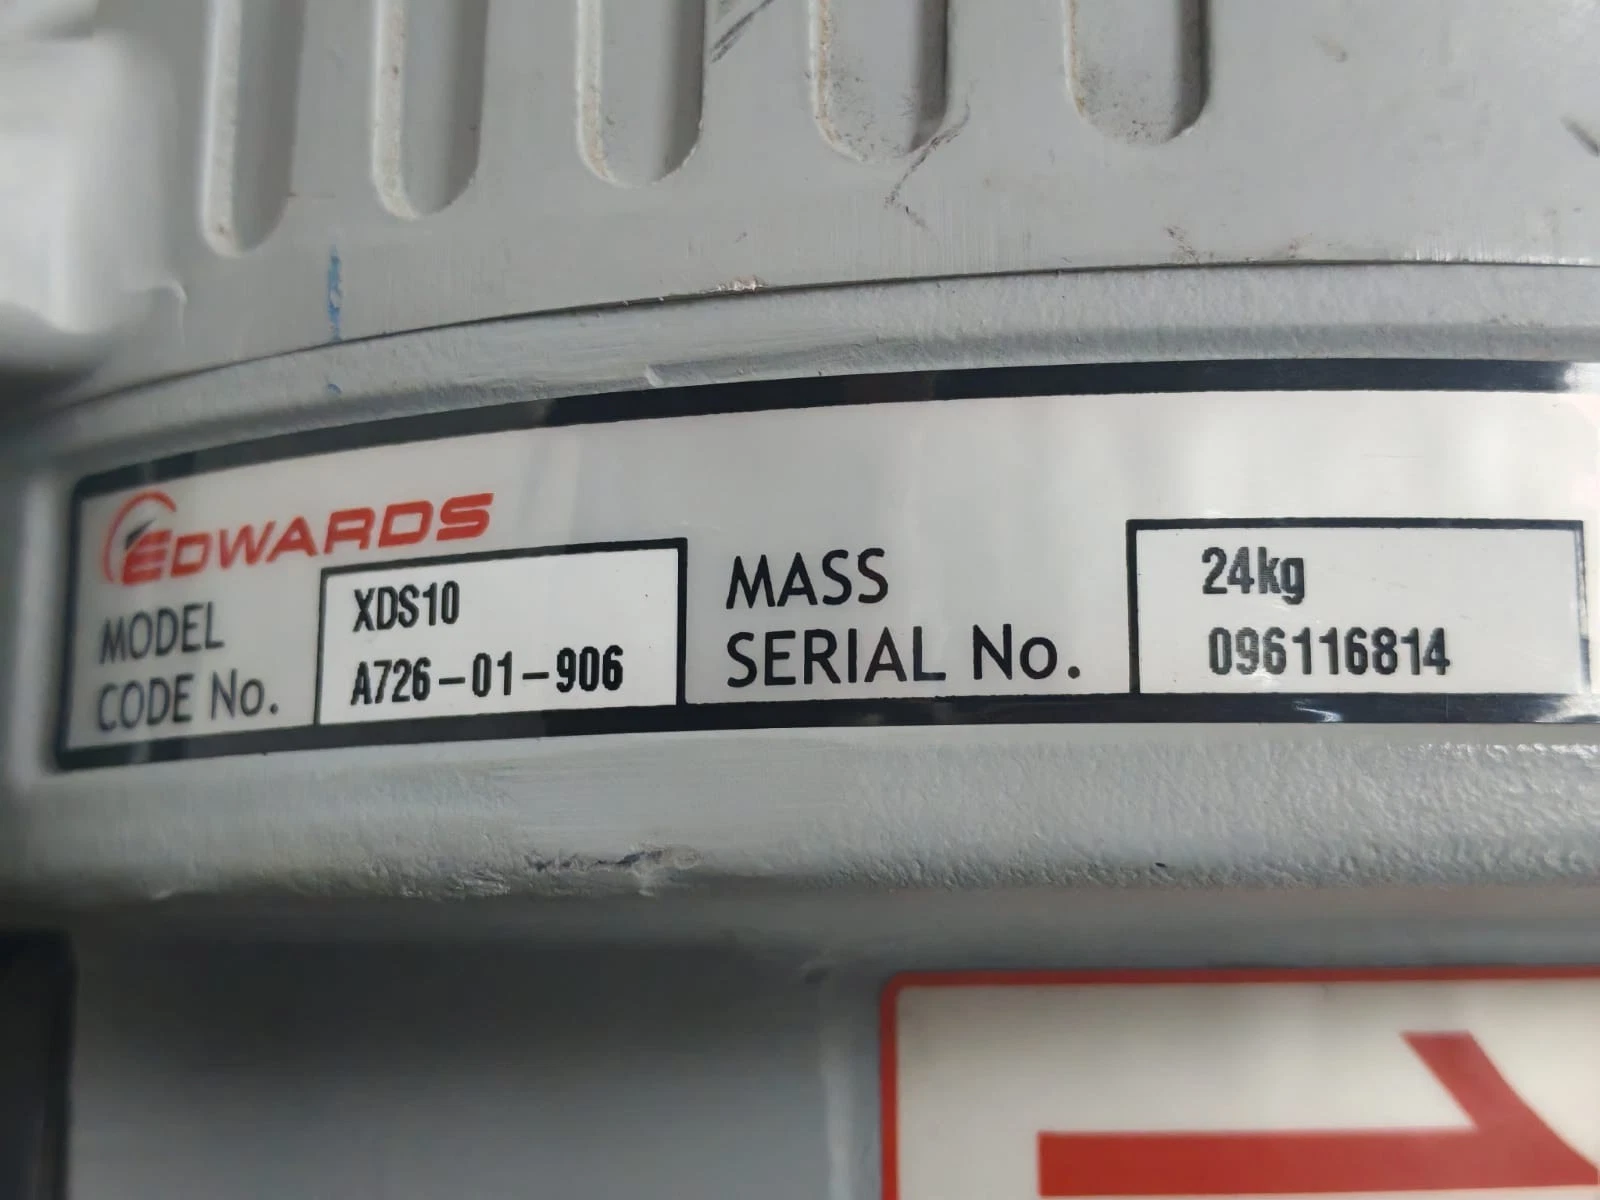 EDWARDS
MODEL XDS10
CODE No. A726-01-906
MASS 24kg
SERIAL No. 096116814